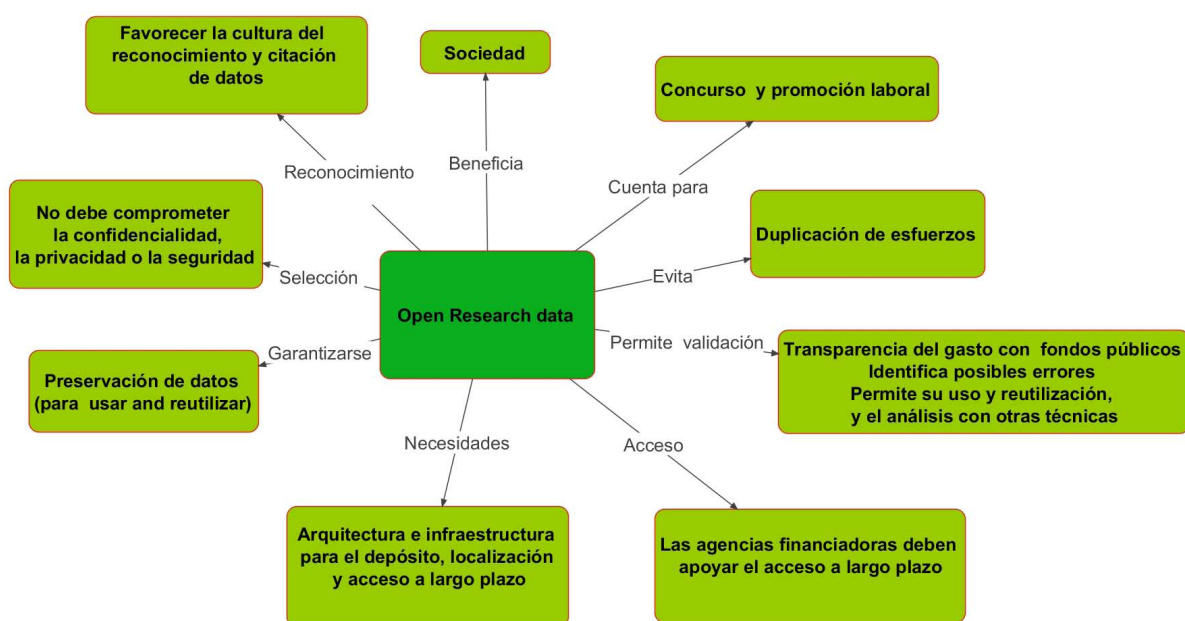 Favorecer la cultura del
reconocimiento y citación
de datos
Sociedad
Concurso y promoción laboral
Reconocimiento
Beneficia
Cuenta para
No debe comprometer
la confidencialidad,
la privacidad o la seguridad
Selección
Duplicación de esfuerzos
Evita
Open Research data
Garantizarse
Permite validación
Preservación de datos
(para usar and reutilizar)
Transparencia del gasto con fondos públicos
Identifica posibles errores
Permite su uso y reutilización,
y el análisis con otras técnicas
Necesidades
Acceso
Arquitectura e infraestructura
para el depósito, localización
y acceso a largo plazo
Las agencias financiadoras deben
apoyar el acceso a largo plazo